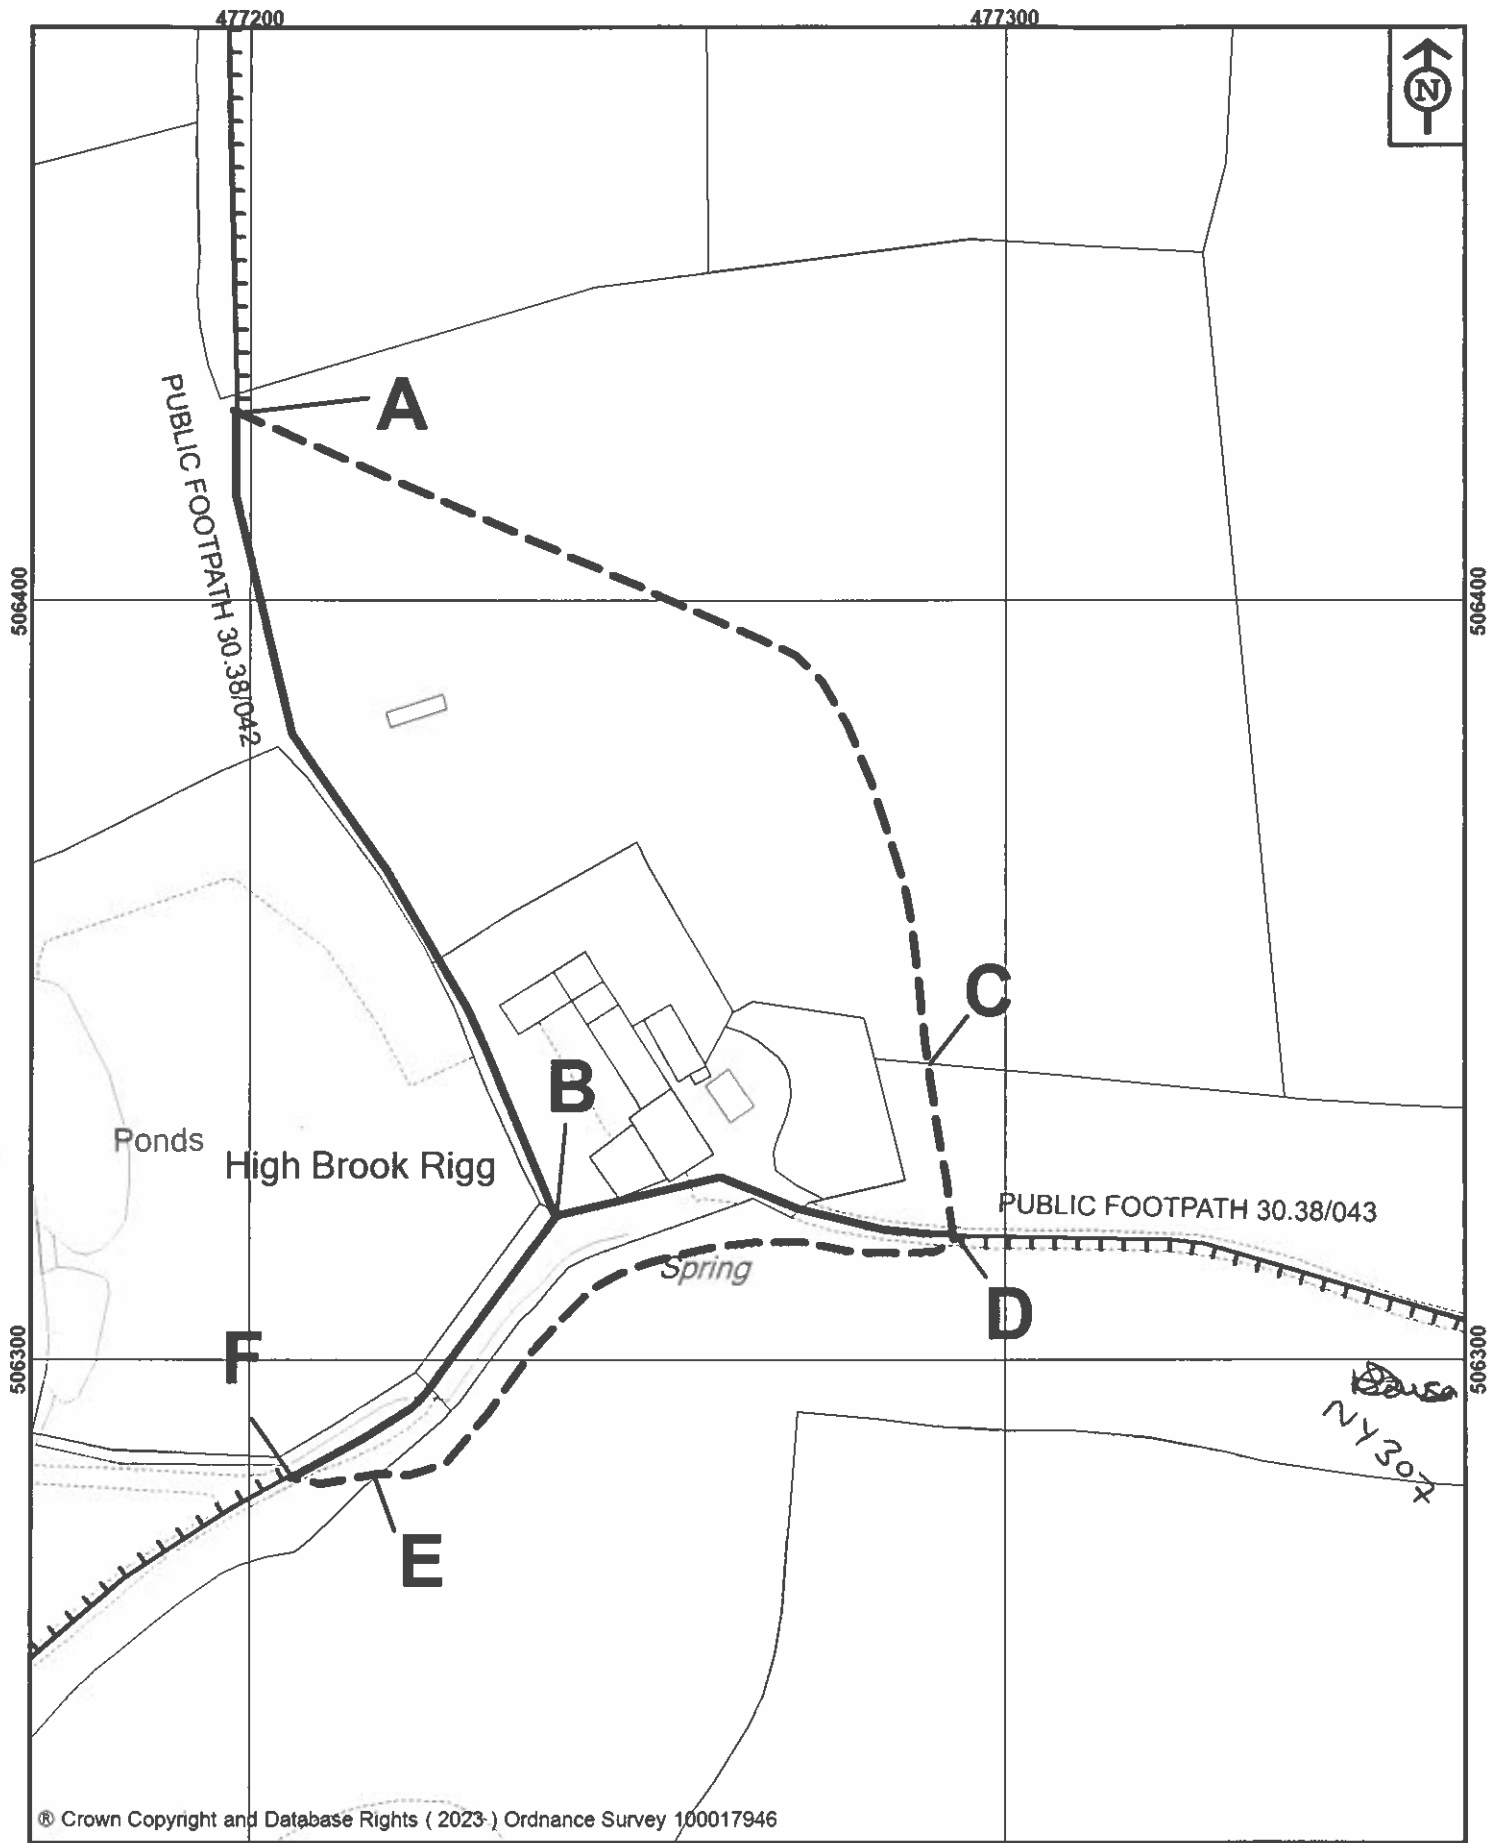 477200
477300
N
A
PUBLIC FOOTPATH 30.38/042
506400
506400
C
B
Ponds
High Brook Rigg
PUBLIC FOOTPATH 30.38/043
Spring
D
F
506300
506300
NY307
E
® Crown Copyright and Database Rights ( 2023 ) Ordnance Survey 100017946